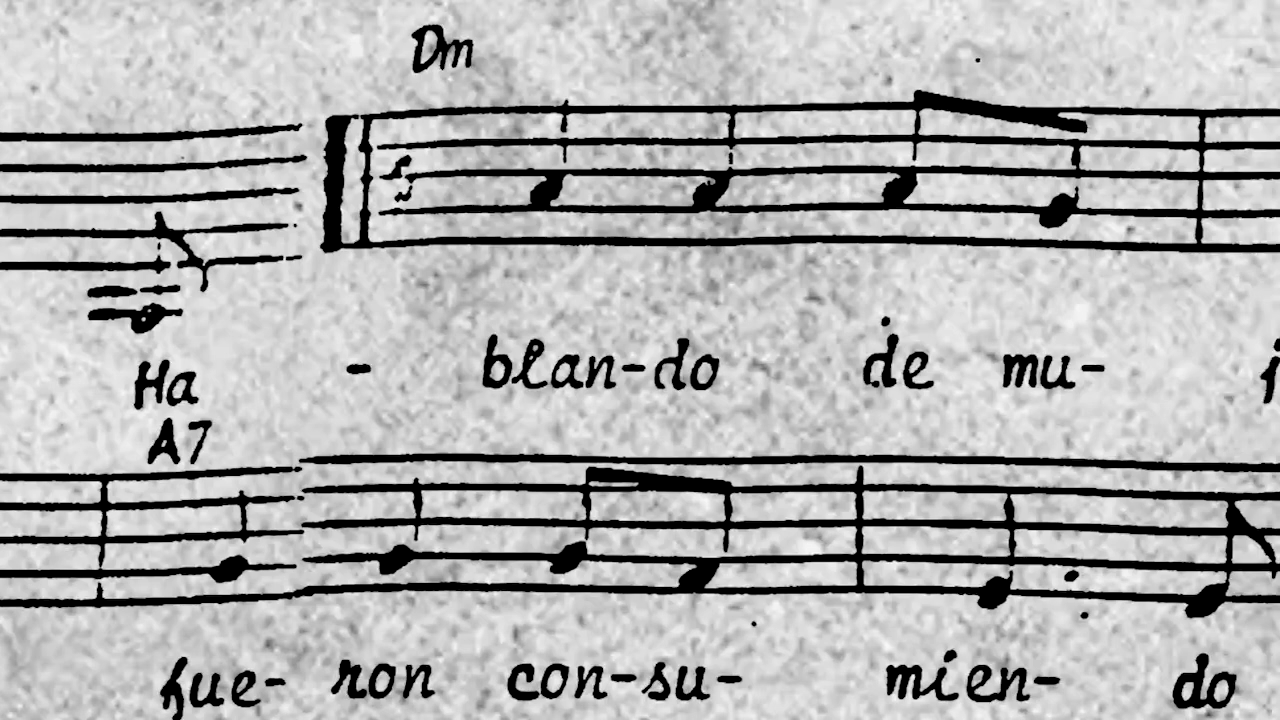 Dm
Ha - blan-do de mu-
A7
fue- ron con-su- mien- do